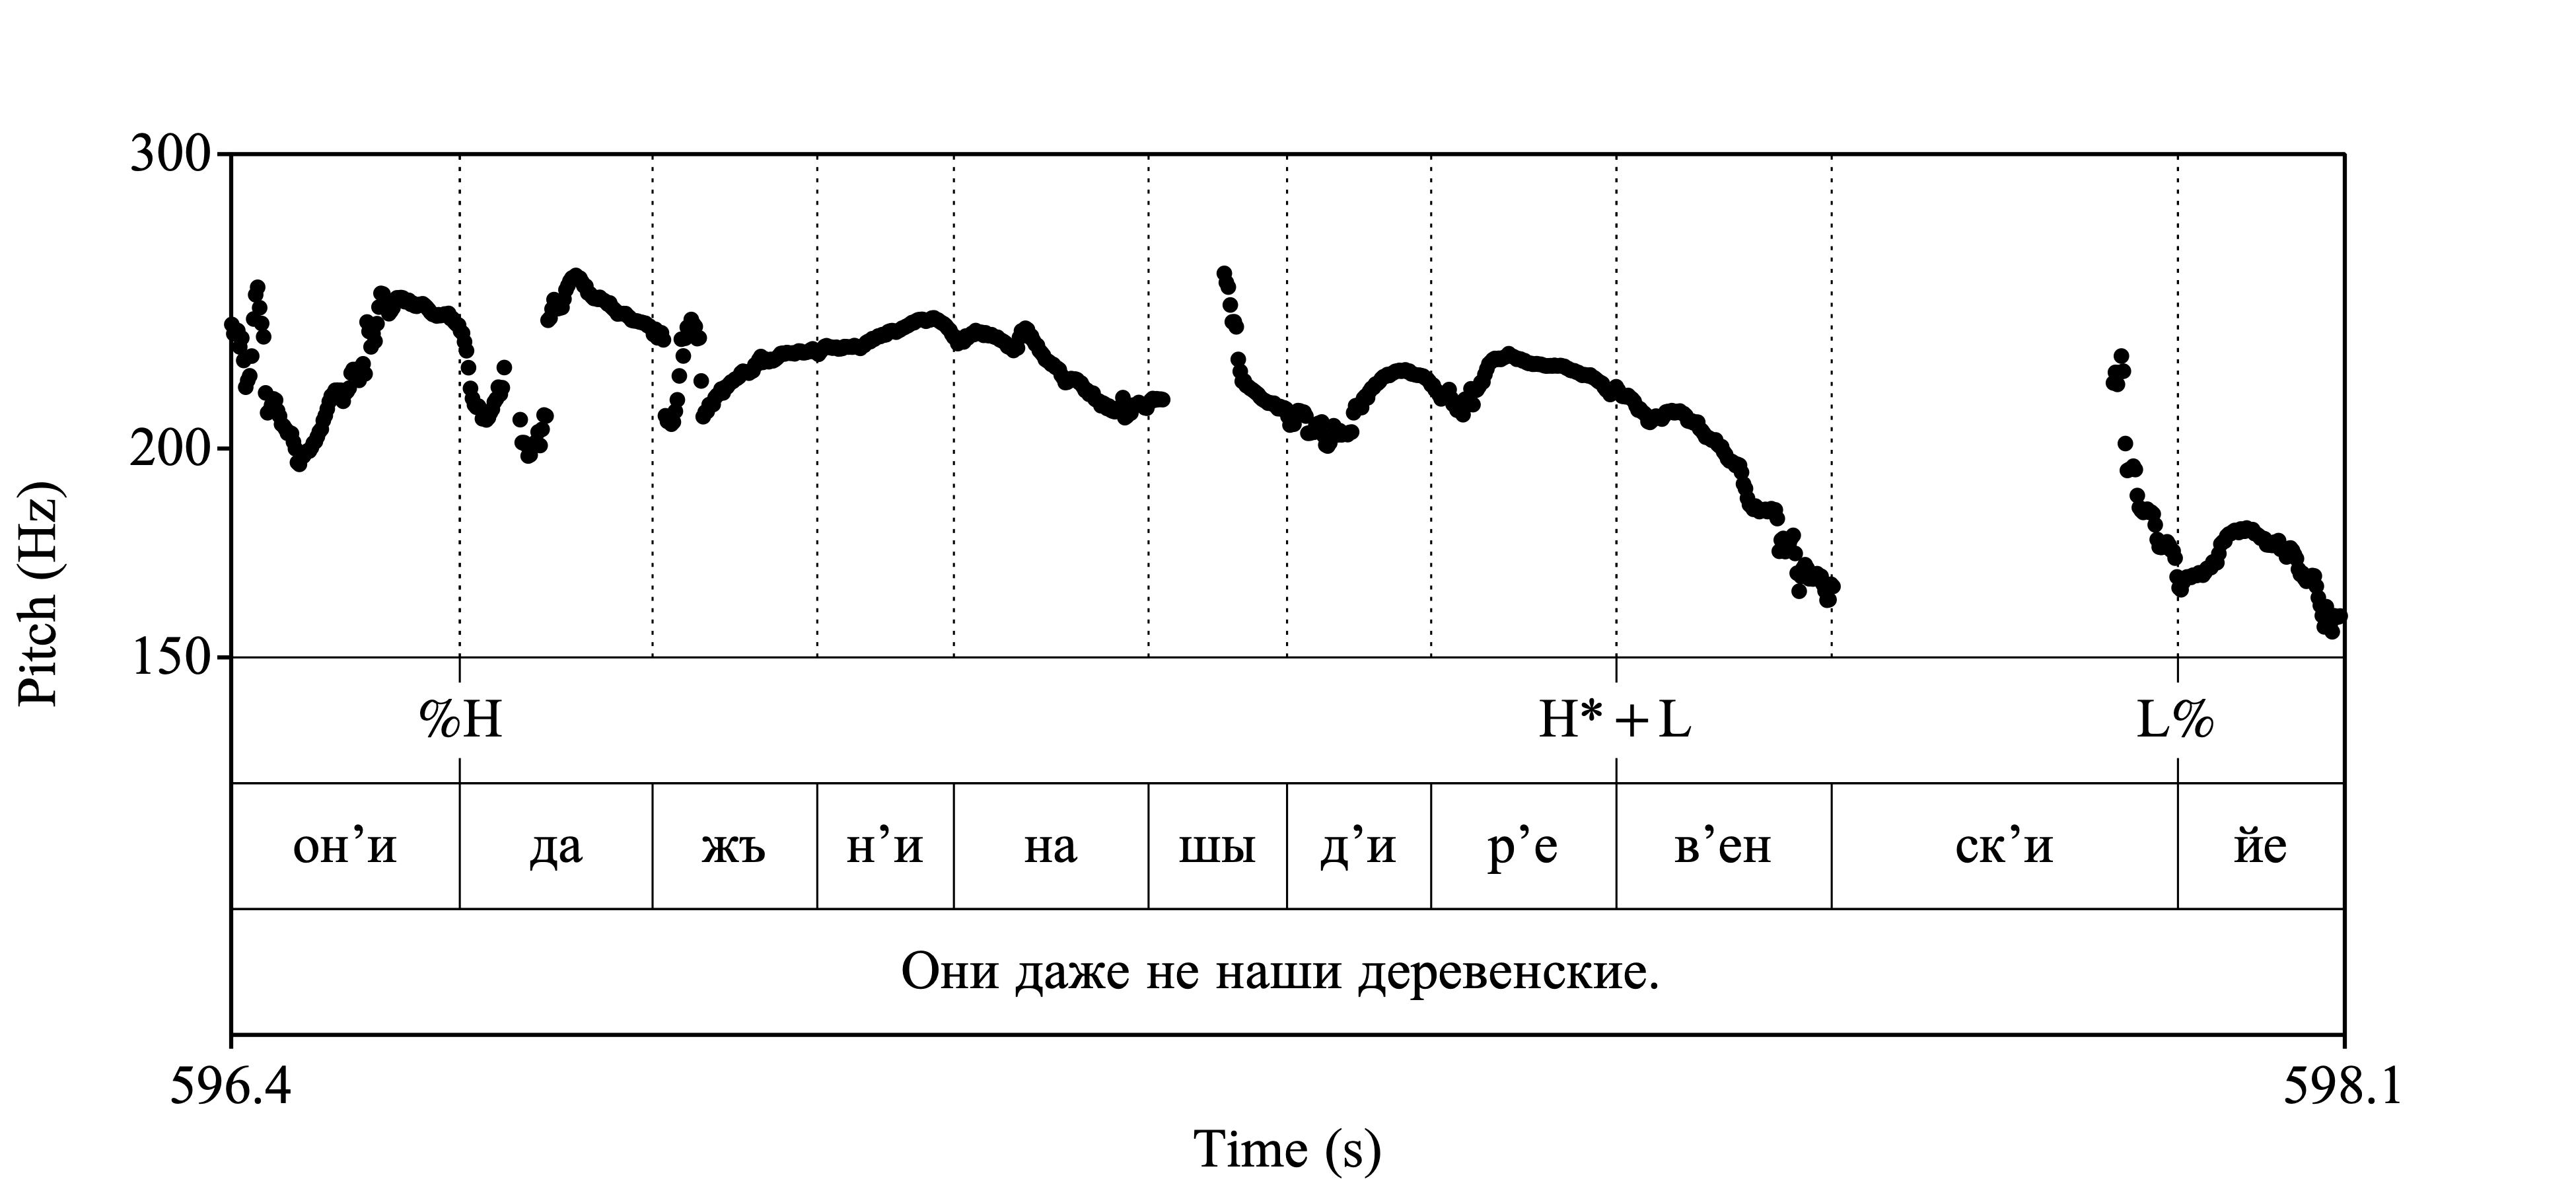 300
200
150
Pitch (Hz)
%H H*+L L%
он’и да жъ н’и на шы д’и р’е в’ен ск’и йе
Они даже не наши деревенские.
596.4 598.1
Time (s)